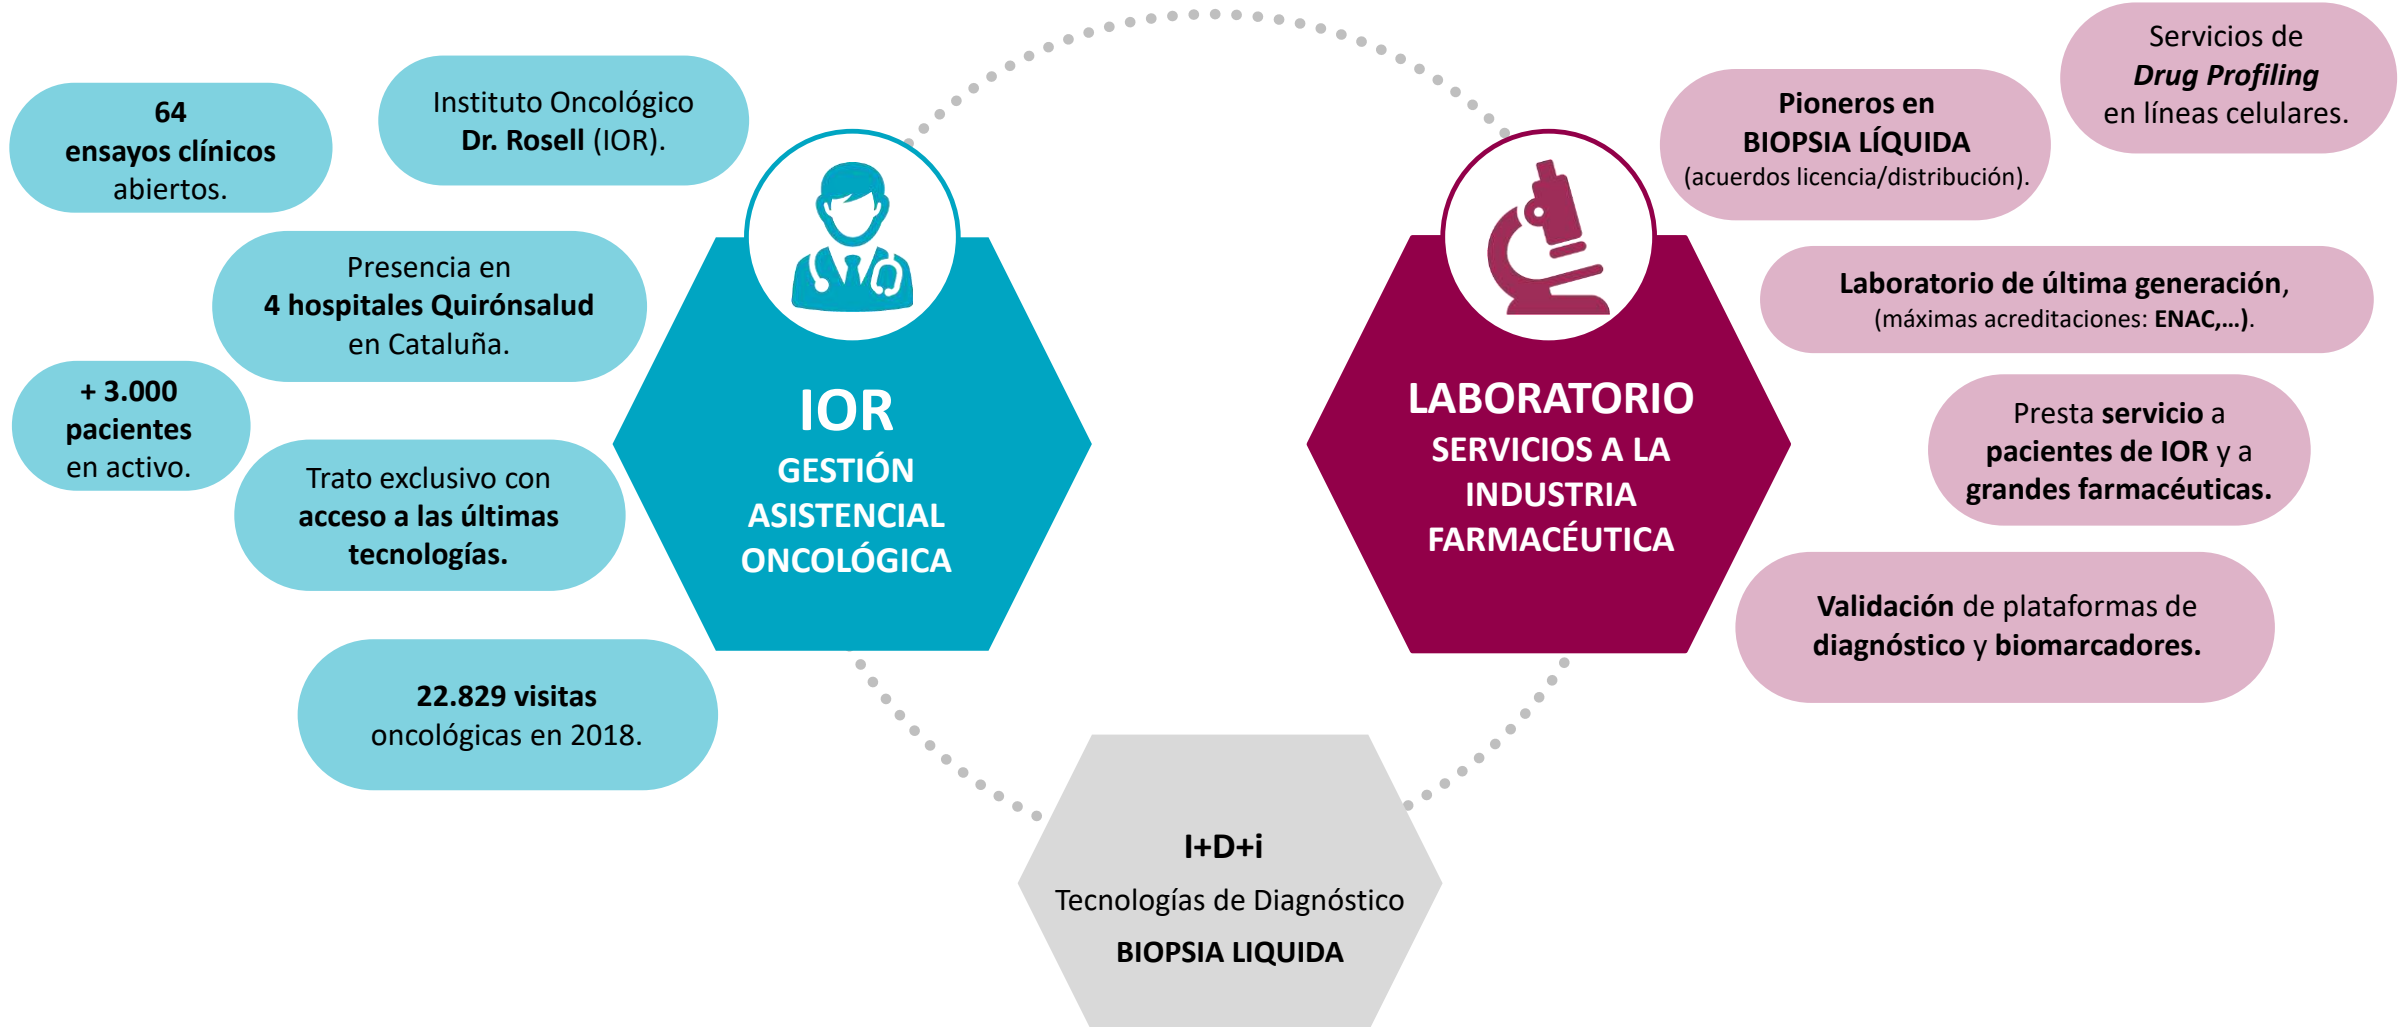 64
ensayos clínicos
abiertos.
Instituto Oncológico
Dr. Rosell (IOR).
Presencia en
4 hospitales Quirónsalud
en Cataluña.
+ 3.000
pacientes
en activo.
Trato exclusivo con
acceso a las últimas
tecnologías.
22.829 visitas
oncológicas en 2018.
IOR
GESTIÓN
ASISTENCIAL
ONCOLÓGICA
LABORATORIO
SERVICIOS A LA
INDUSTRIA
FARMACÉUTICA
Pioneros en
BIOPSIA LÍQUIDA
(acuerdos licencia/distribución).
Servicios de
Drug Profiling
en líneas celulares.
Laboratorio de última generación,
(máximas acreditaciones: ENAC,...).
Presta servicio a
pacientes de IOR y a
grandes farmacéuticas.
Validación de plataformas de
diagnóstico y biomarcadores.
I+D+i
Tecnologías de Diagnóstico
BIOPSIA LIQUIDA